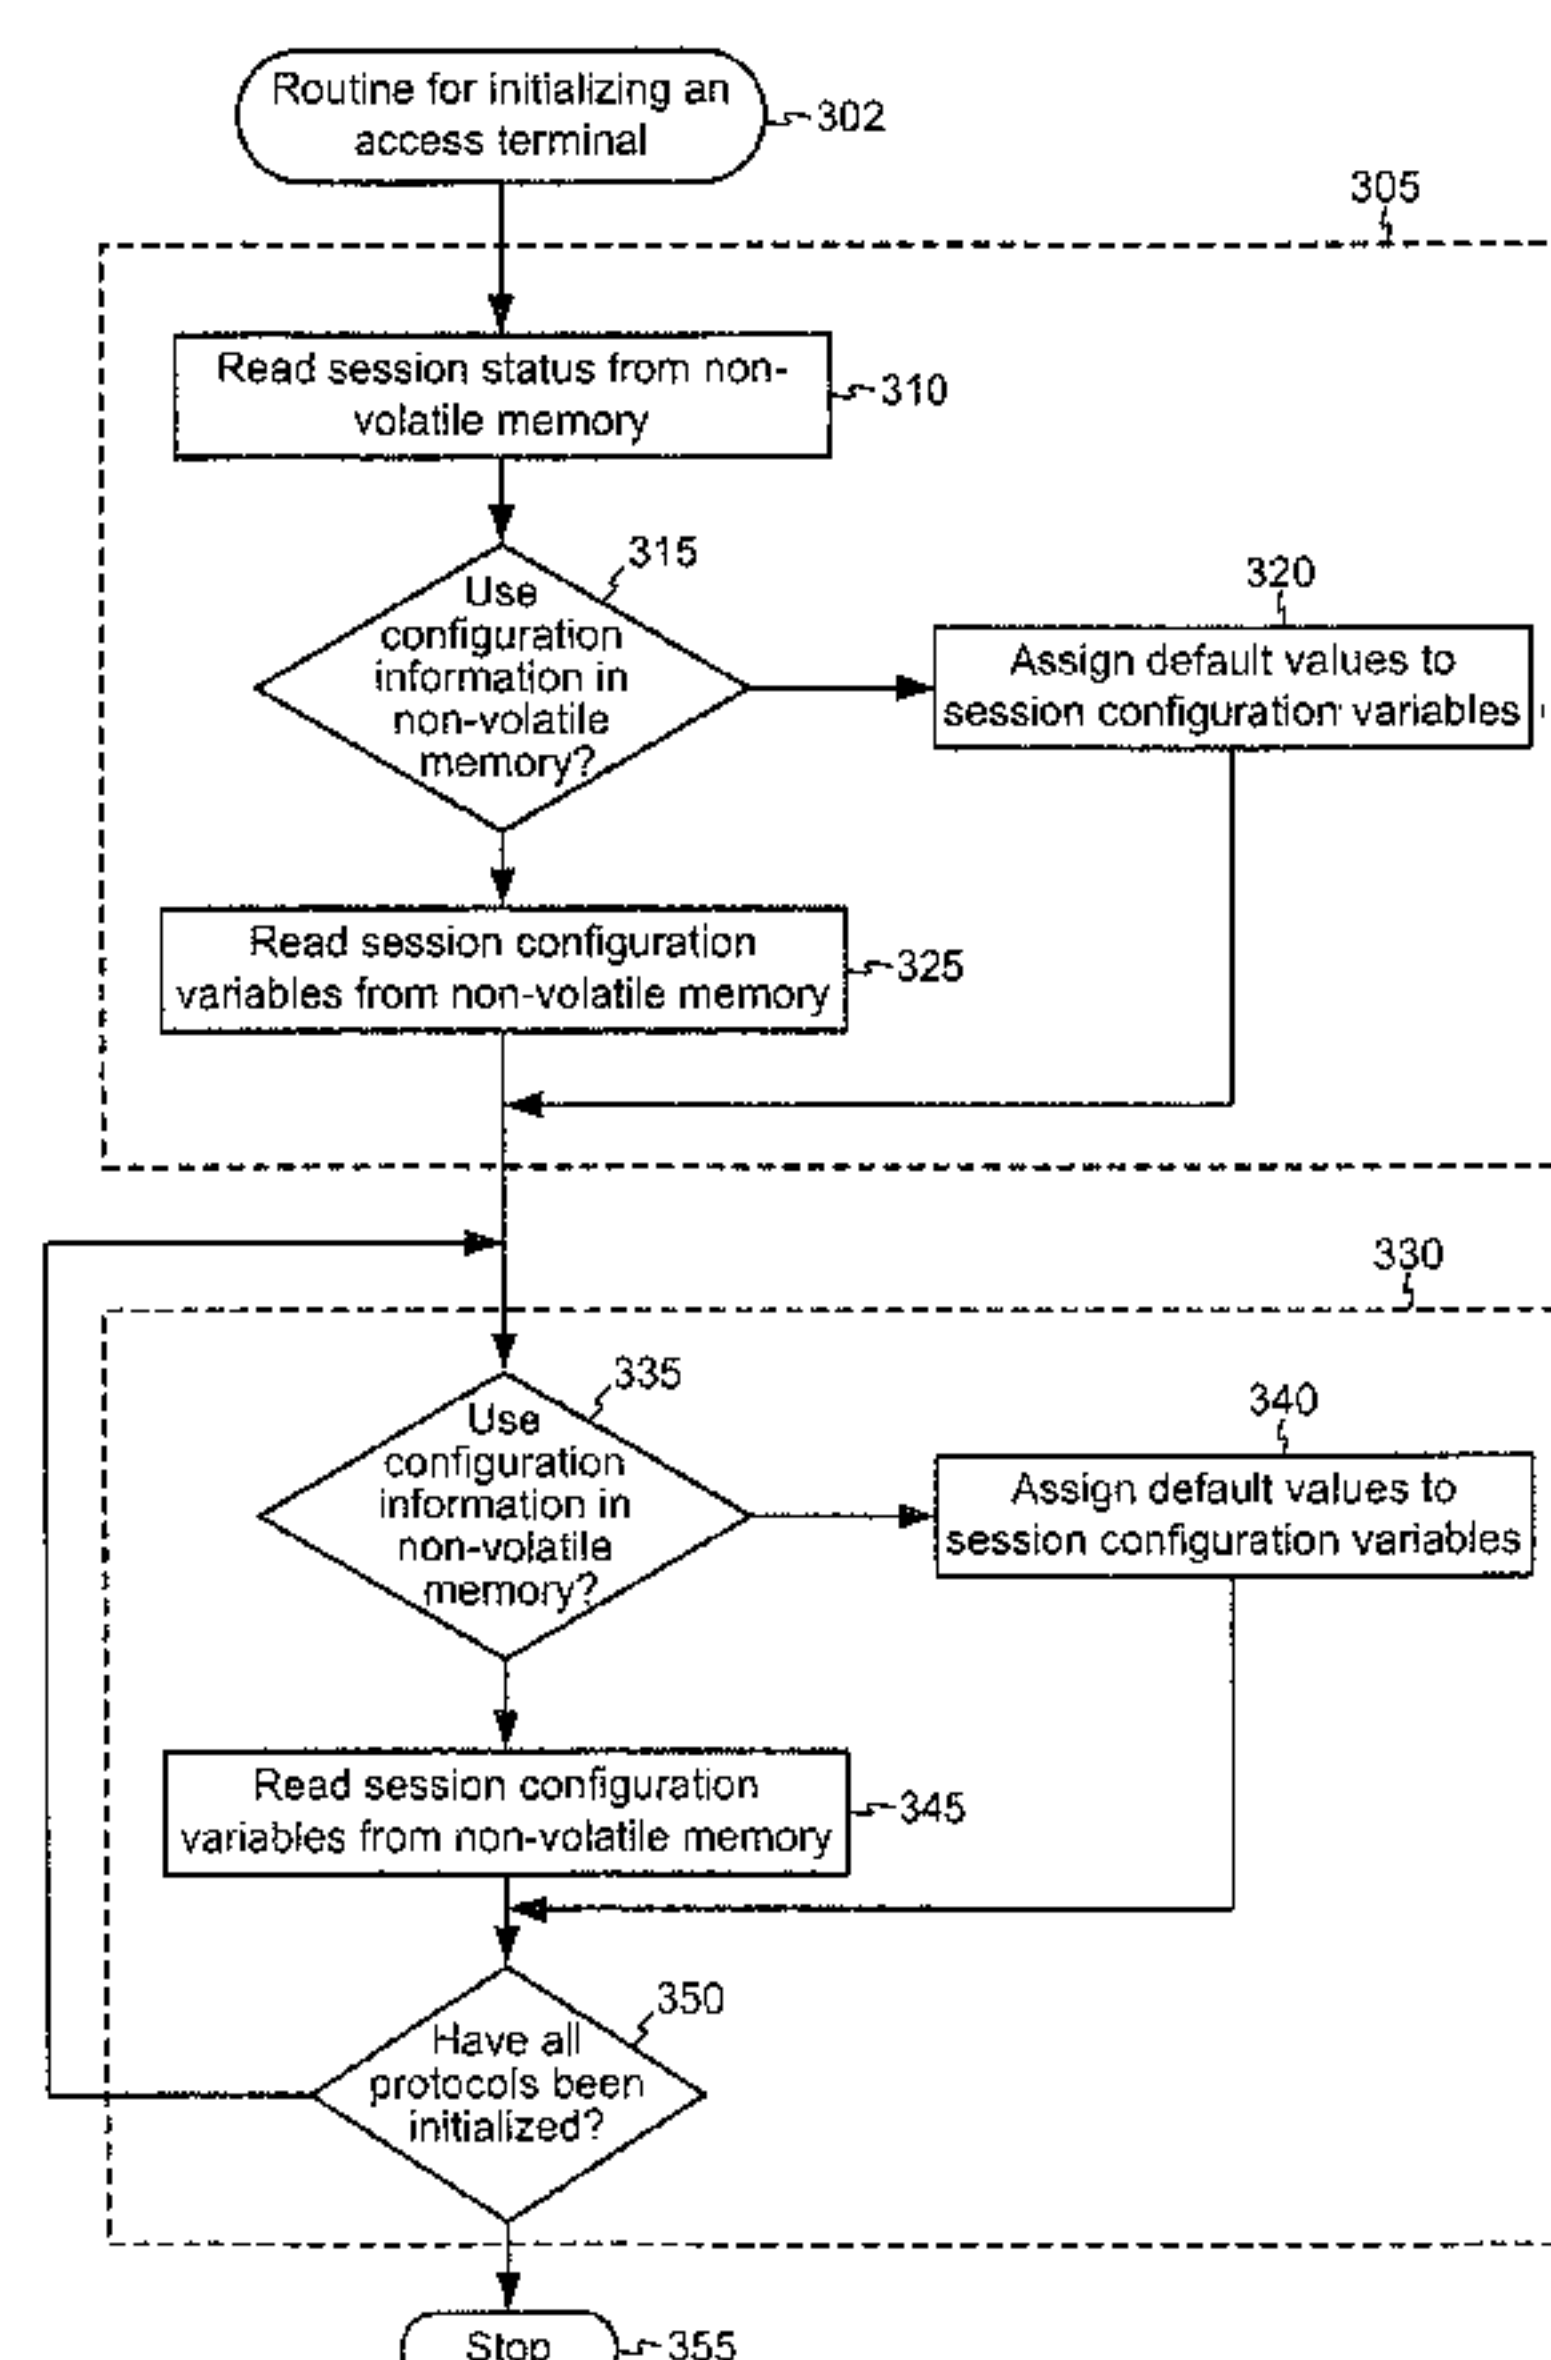 Routine for initializing an
access terminal
302
305
Read session status from non-
volatile memory
310
315
Use
configuration
information in
non-volatile
memory?
320
Assign default values to
session configuration variables
Read session configuration
variables from non-volatile memory
325
330
335
Use
configuration
information in
non-volatile
memory?
340
Assign default values to
session configuration variables
Read session configuration
variables from non-volatile memory
345
350
Have all
protocols been
initialized?
Stop
355